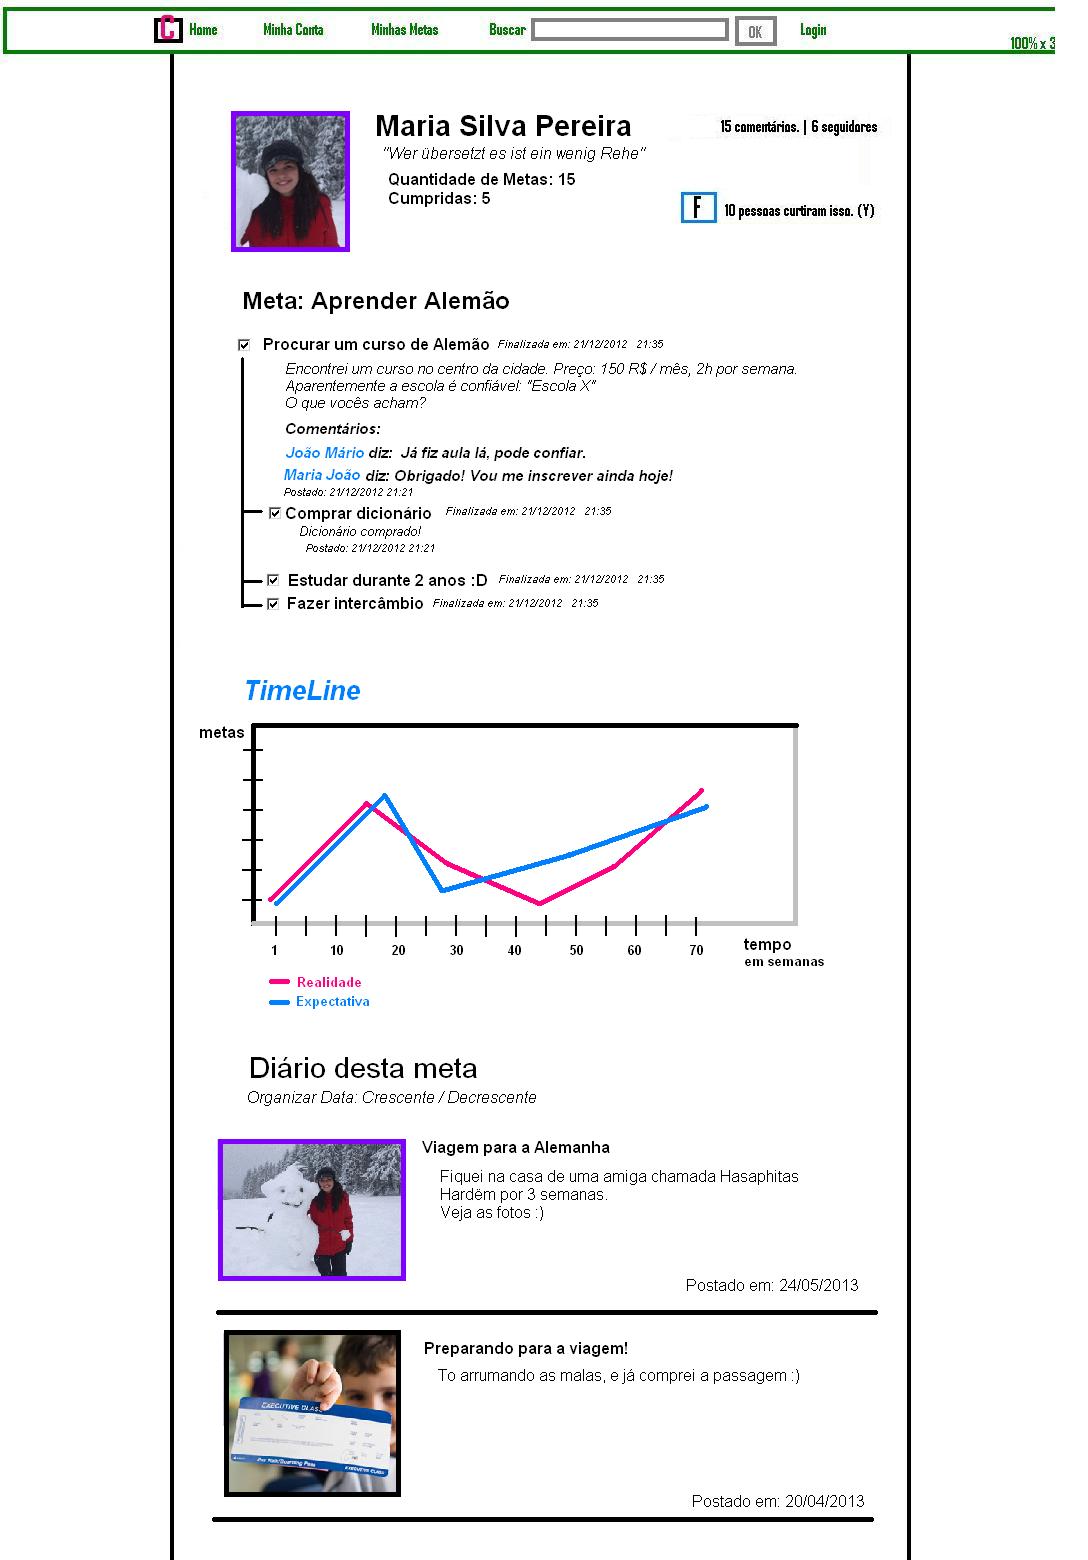 C Home Minha Conta Minhas Metas Buscar OK Login
100% x 3
Maria Silva Pereira
15 comentários. | 6 seguidores
"Wer übersetzt es ist ein wenig Rehe"
Quantidade de Metas: 15
Cumpridas: 5
F 10 pessoas curtiram isso. (Y)
Meta: Aprender Alemão
Procurar um curso de Alemão Finalizada em: 21/12/2012 21:35
Encontrei um curso no centro da cidade. Preço: 150 R$ / mês, 2h por semana.
Aparentemente a escola é confiável: "Escola X"
O que vocês acham?
Comentários:
João Mário diz: Já fiz aula lá, pode confiar.
Maria João diz: Obrigado! Vou me inscrever ainda hoje!
Postado: 21/12/2012 21:21
Comprar dicionário Finalizada em: 21/12/2012 21:35
Dicionário comprado!
Postado: 21/12/2012 21:21
Estudar durante 2 anos :D Finalizada em: 21/12/2012 21:35
Fazer intercâmbio Finalizada em: 21/12/2012 21:35
TimeLine
metas
1 10 20 30 40 50 60 70
tempo
em semanas
Realidade
Expectativa
Diário desta meta
Organizar Data: Crescente / Decrescente
Viagem para a Alemanha
Fiquei na casa de uma amiga chamada Hasaphitas
Hardëm por 3 semanas.
Veja as fotos :)
Postado em: 24/05/2013
Preparando para a viagem!
To arrumando as malas, e já comprei a passagem :)
EXECUTIVE CLASS
EXECUTIVE CLASS
Postado em: 20/04/2013